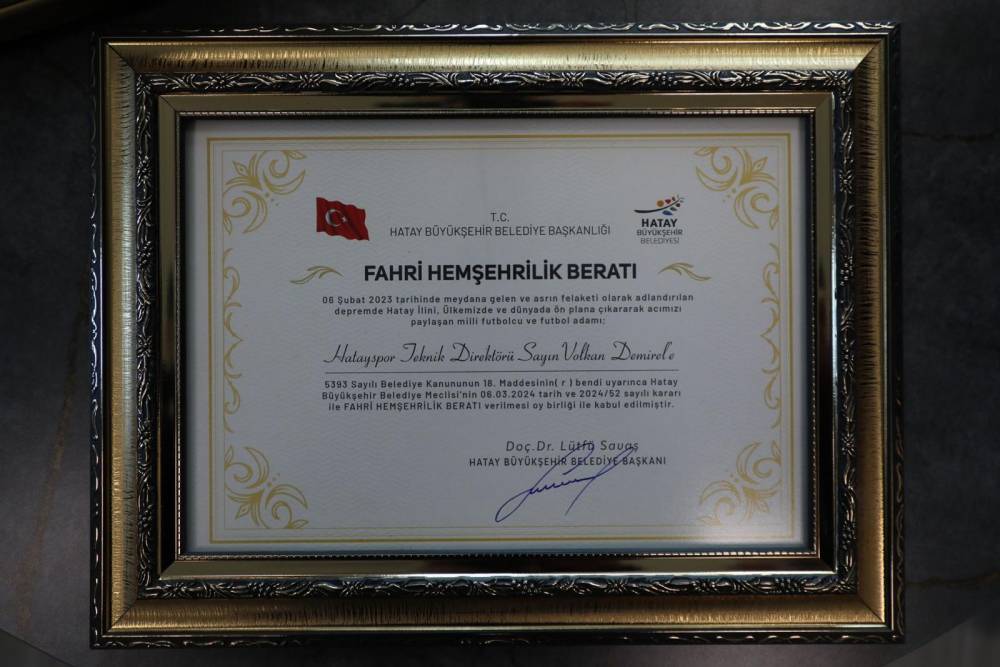 T.C.
HATAY BÜYÜKŞEHİR BELEDİYE BAŞKANLIĞI
HATAY
BÜYÜKŞEHİR
BELEDİYESİ
FAHRİ HEMŞEHRİLİK BERATI
06 Şubat 2023 tarihinde meydana gelen ve asrın felaketi olarak adlandırılan
depremde Hatay İlini, Ülkemizde ve dünyada ön plana çıkararak acımızı
paylaşan milli futbolcu ve futbol adamı;
Hatayspor Teknik Direktörü Sayın Volkan Demirel'e
5393 Sayılı Belediye Kanununun 18. Maddesinin( r ) bendi uyarınca Hatay
Büyükşehir Belediye Meclisi'nin 06.03.2024 tarih ve 2024/52 sayılı kararı
ile FAHRİ HEMŞEHRİLİK BERATI verilmesi oy birliği ile kabul edilmiştir.
Doç.Dr. Lütfü Savaş
HATAY BÜYÜKŞEHİR BELEDİYE BAŞKANI